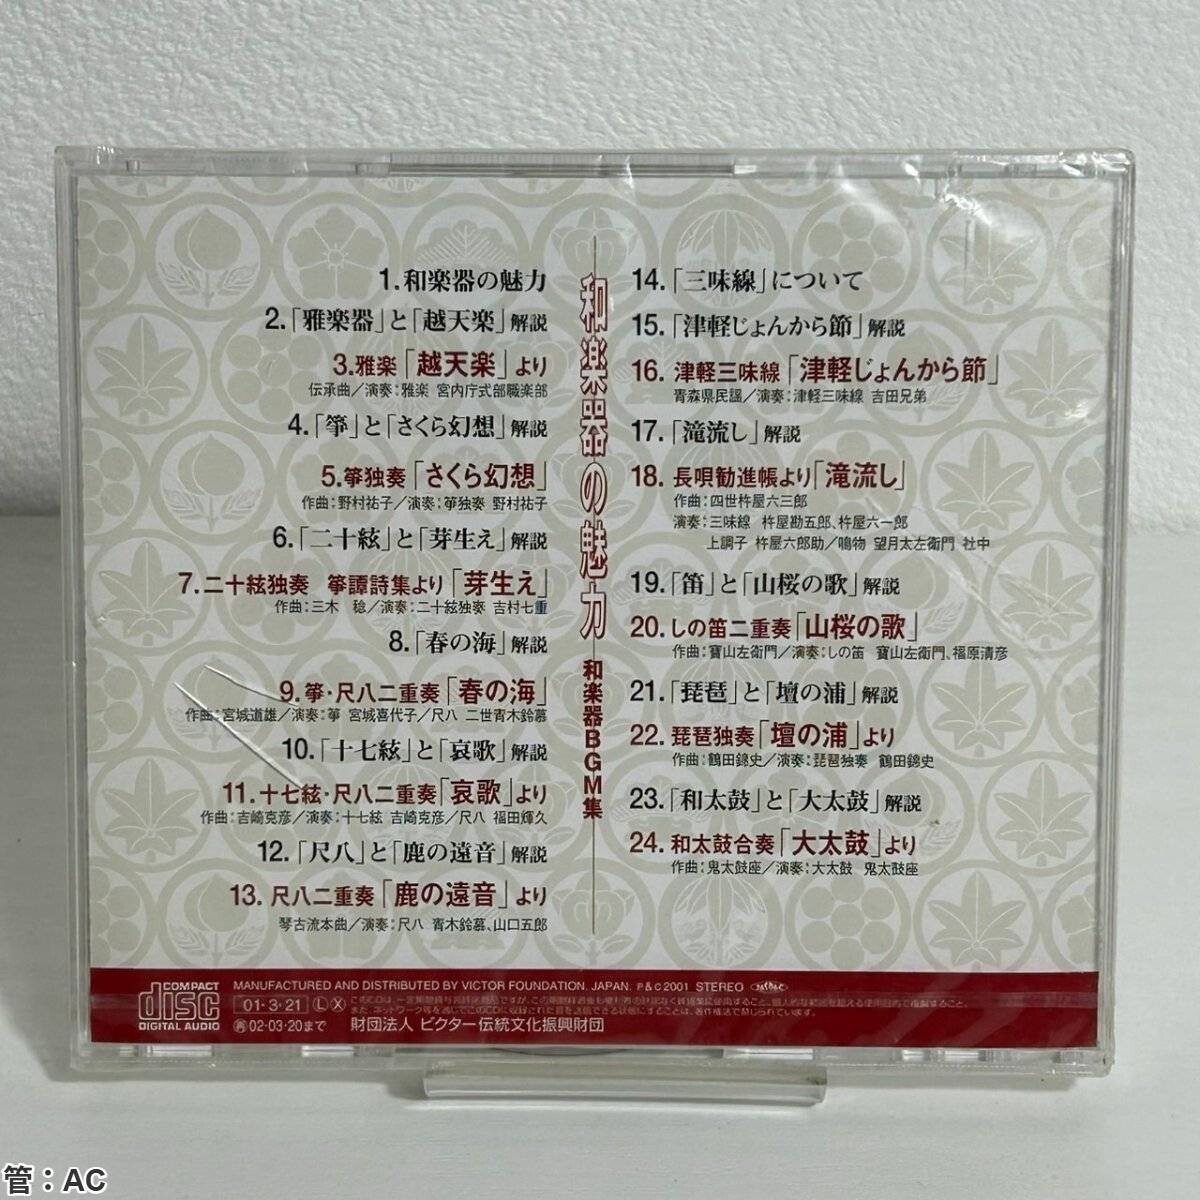 1.和楽器の魅力
2.「雅楽器」と「越天楽」解説
3.雅楽「越天楽」より
伝承曲／演奏:雅楽 宮内庁式部職楽部
4.「箏」と「さくら幻想」解説
5.箏独奏「さくら幻想」
作曲:野村祐子／演奏:箏独奏 野村祐子
6.「二十絃」と「芽生え」解説
7.二十絃独奏 箏譚詩集より「芽生え」
作曲:三木 稔／演奏:二十絃独奏 吉村七重
8.「春の海」解説
9.箏・尺八二重奏「春の海」
作曲:宮城道雄／演奏:箏 宮城喜代子／尺八 二世青木鈴慕
10.「十七絃」と「哀歌」解説
11.十七絃・尺八二重奏「哀歌」より
作曲:吉崎克彦／演奏:十七絃 吉崎克彦／尺八 福田輝久
12.「尺八」と「鹿の遠音」解説
13.尺八二重奏「鹿の遠音」より
琴古流本曲／演奏:尺八 青木鈴慕、山口五郎
和楽器の魅力 和楽器BGM集
14.「三味線」について
15.「津軽じょんから節」解説
16.津軽三味線「津軽じょんから節」
青森県民謡／演奏:津軽三味線 吉田兄弟
17.「滝流し」解説
18.長唄勧進帳より「滝流し」
作曲:四世杵屋六三郎
演奏:三味線 杵屋勘五郎、杵屋六一郎
上調子 杵屋六郎助／鳴物 望月太左衛門 社中
19.「笛」と「山桜の歌」解説
20.しの笛二重奏「山桜の歌」
作曲:寶山左衛門／演奏:しの笛 寶山左衛門、福原清彦
21.「琵琶」と「壇の浦」解説
22.琵琶独奏「壇の浦」より
作曲:鶴田錦史／演奏:琵琶独奏 鶴田錦史
23.「和太鼓」と「大太鼓」解説
24.和太鼓合奏「大太鼓」より
作曲:鬼太鼓座／演奏:大太鼓 鬼太鼓座
COMPACT disc DIGITAL AUDIO
MANUFACTURED AND DISTRIBUTED BY VICTOR FOUNDATION, JAPAN. P & C 2001 STEREO
01・3・21 Ⓛ Ⓧ
再02・03・20まで
財団法人 ビクター伝統文化振興財団
管：AC